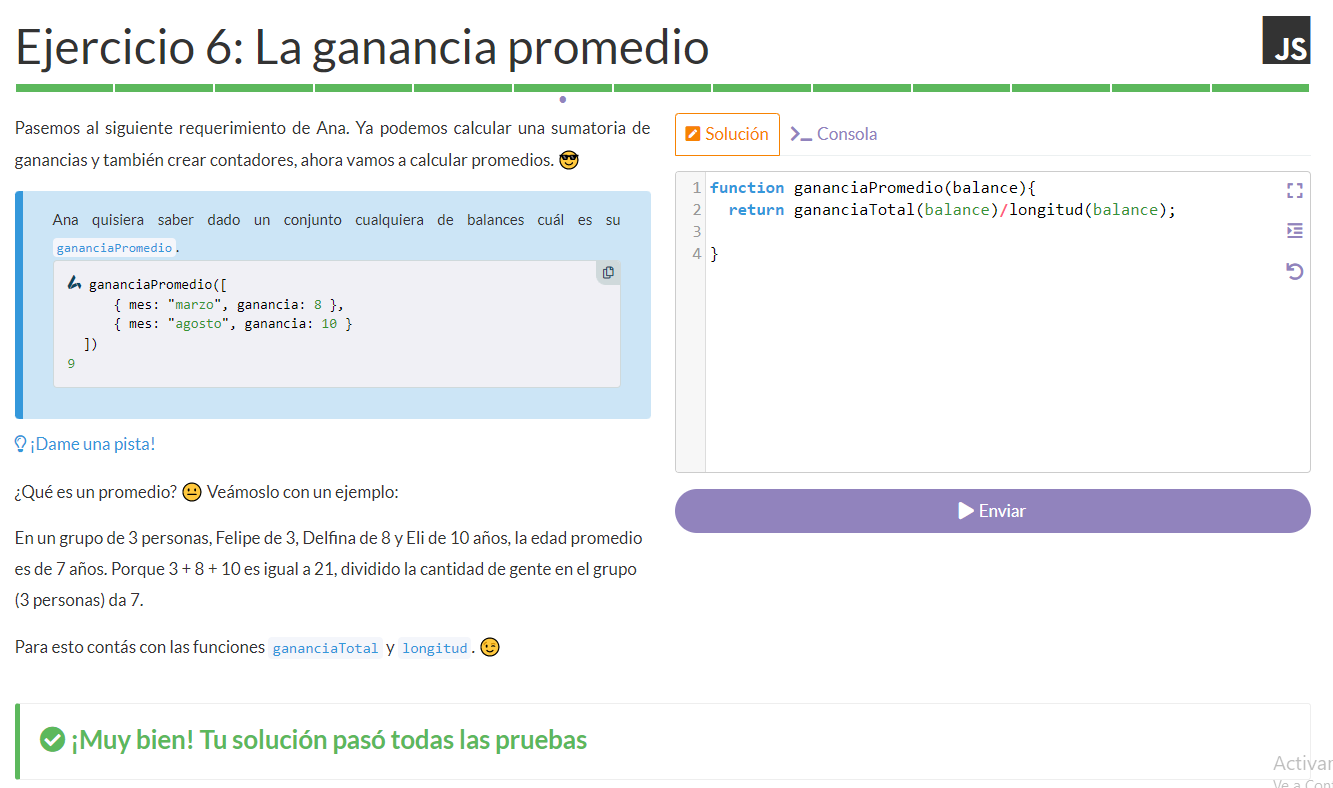 Ejercicio 6: La ganancia promedio
JS
Pasemos al siguiente requerimiento de Ana. Ya podemos calcular una sumatoria de
ganancias y también crear contadores, ahora vamos a calcular promedios. 😎
Ana quisiera saber dado un conjunto cualquiera de balances cuál es su
gananciaPromedio.
gananciaPromedio([
{ mes: "marzo", ganancia: 8 },
{ mes: "agosto", ganancia: 10 }
])
9
¡Dame una pista!
¿Qué es un promedio? 😐 Veámoslo con un ejemplo:
En un grupo de 3 personas, Felipe de 3, Delfina de 8 y Eli de 10 años, la edad promedio
es de 7 años. Porque 3 + 8 + 10 es igual a 21, dividido la cantidad de gente en el grupo
(3 personas) da 7.
Para esto contás con las funciones gananciaTotal y longitud. 😉
Solución
Consola
1 function gananciaPromedio(balance){
2 return gananciaTotal(balance)/longitud(balance);
3
4 }
Enviar
¡Muy bien! Tu solución pasó todas las pruebas
Activar
Ve a Con